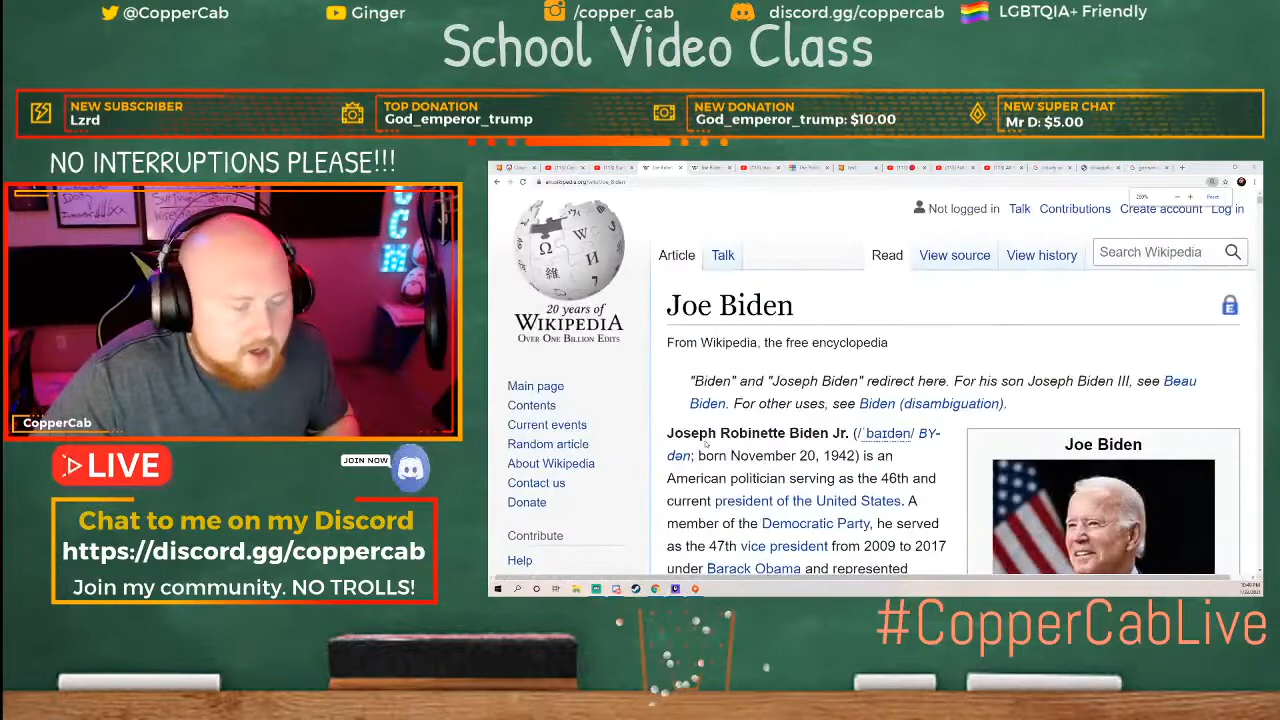 @CopperCab
Ginger
/copper_cab
discord.gg/coppercab
LGBTQIA+ Friendly
School Video Class
NEW SUBSCRIBER
Lzrd
TOP DONATION
God_emperor_trump
NEW DONATION
God_emperor_trump: $10.00
NEW SUPER CHAT
Mr D: $5.00
NO INTERRUPTIONS PLEASE!!!
CopperCab
LIVE
JOIN NOW
Chat to me on my Discord
https://discord.gg/coppercab
Join my community. NO TROLLS!
Not logged in Talk Contributions Create account Log in
Article Talk Read View source View history Search Wikipedia
20 years of
WIKIPEDIA
OVER ONE BILLION EDITS
Main page
Contents
Current events
Random article
About Wikipedia
Contact us
Donate
Contribute
Help
Joe Biden
From Wikipedia, the free encyclopedia
"Biden" and "Joseph Biden" redirect here. For his son Joseph Biden III, see Beau
Biden. For other uses, see Biden (disambiguation).
Joseph Robinette Biden Jr. (/ˈbaɪdən/ BY-
dən; born November 20, 1942) is an
American politician serving as the 46th and
current president of the United States. A
member of the Democratic Party, he served
as the 47th vice president from 2009 to 2017
under Barack Obama and represented
Joe Biden
#CopperCabLive